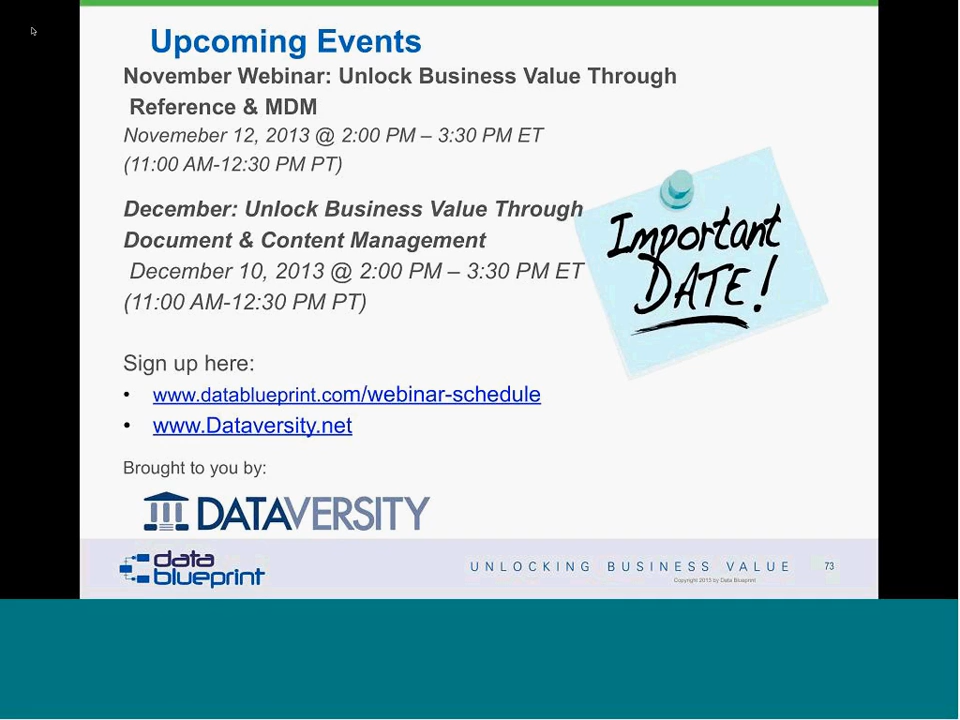 Upcoming Events
November Webinar: Unlock Business Value Through
Reference & MDM
Novemeber 12, 2013 @ 2:00 PM – 3:30 PM ET
(11:00 AM-12:30 PM PT)
December: Unlock Business Value Through
Document & Content Management
December 10, 2013 @ 2:00 PM – 3:30 PM ET
(11:00 AM-12:30 PM PT)
Important
DATE!
Sign up here:
• www.datablueprint.com/webinar-schedule
• www.Dataversity.net
Brought to you by:
DATAVERSITY
data
blueprint
UNLOCKING BUSINESS VALUE
73
Copyright 2013 by Data Blueprint